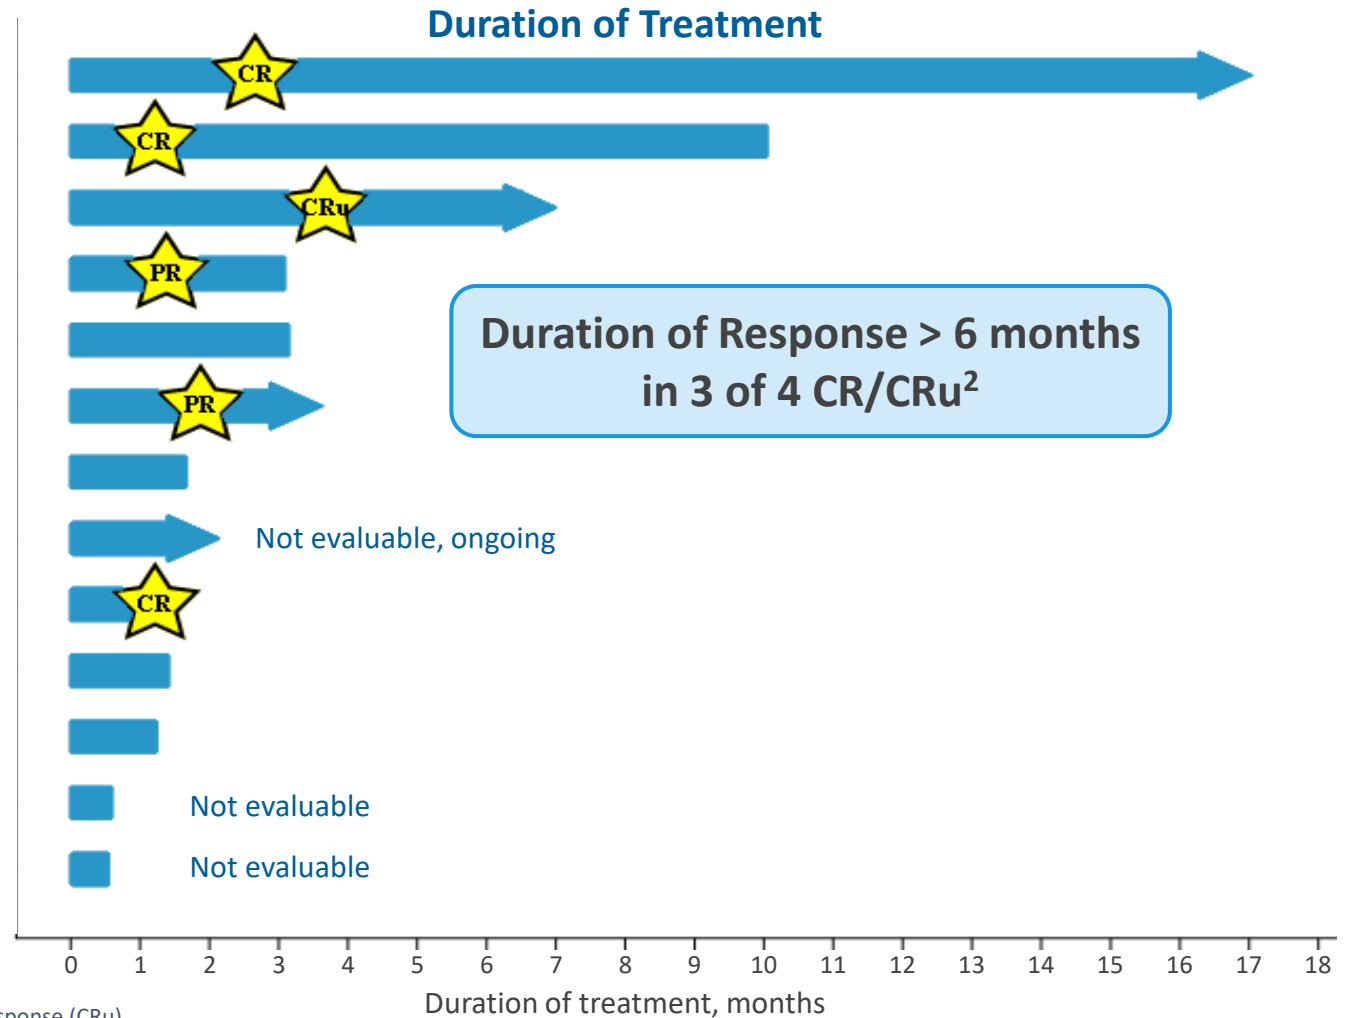 Duration of Treatment
CR
CR
CRu
PR
Duration of Response > 6 months
in 3 of 4 CR/CRu²
PR
Not evaluable, ongoing
CR
Not evaluable
Not evaluable
0 1 2 3 4 5 6 7 8 9 10 11 12 13 14 15 16 17 18
Duration of treatment, months
(CRu)